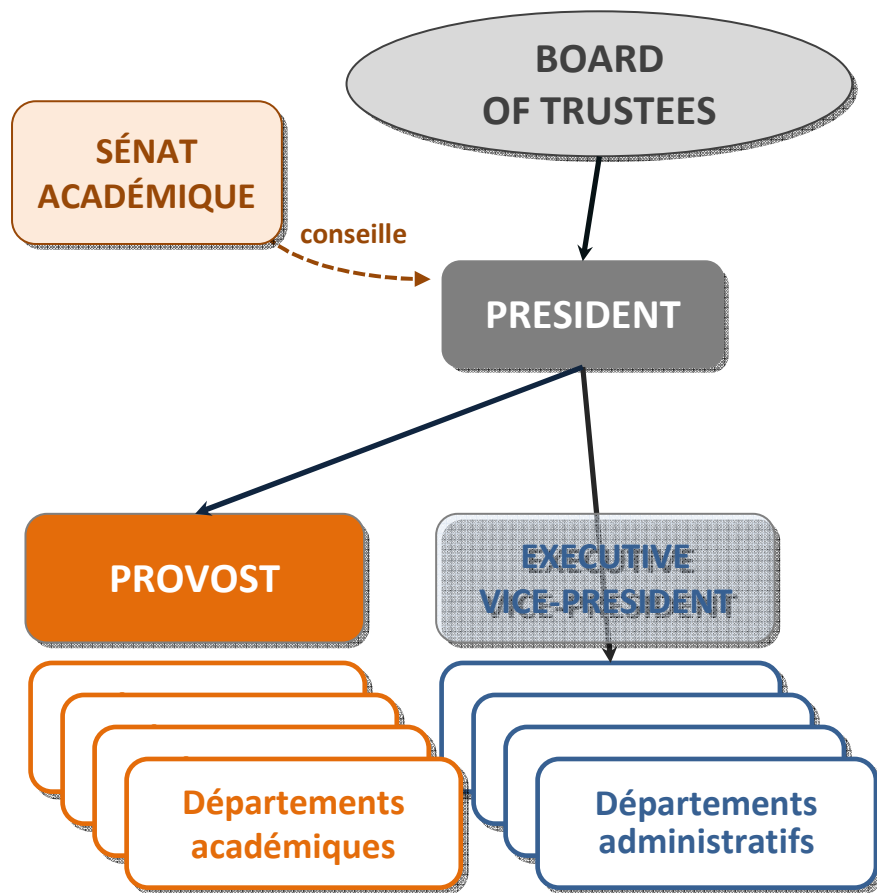 BOARD
OF TRUSTEES
SÉNAT
ACADÉMIQUE
conseille
PRESIDENT
PROVOST
EXECUTIVE
VICE-PRESIDENT
Départements
académiques
Départements
administratifs